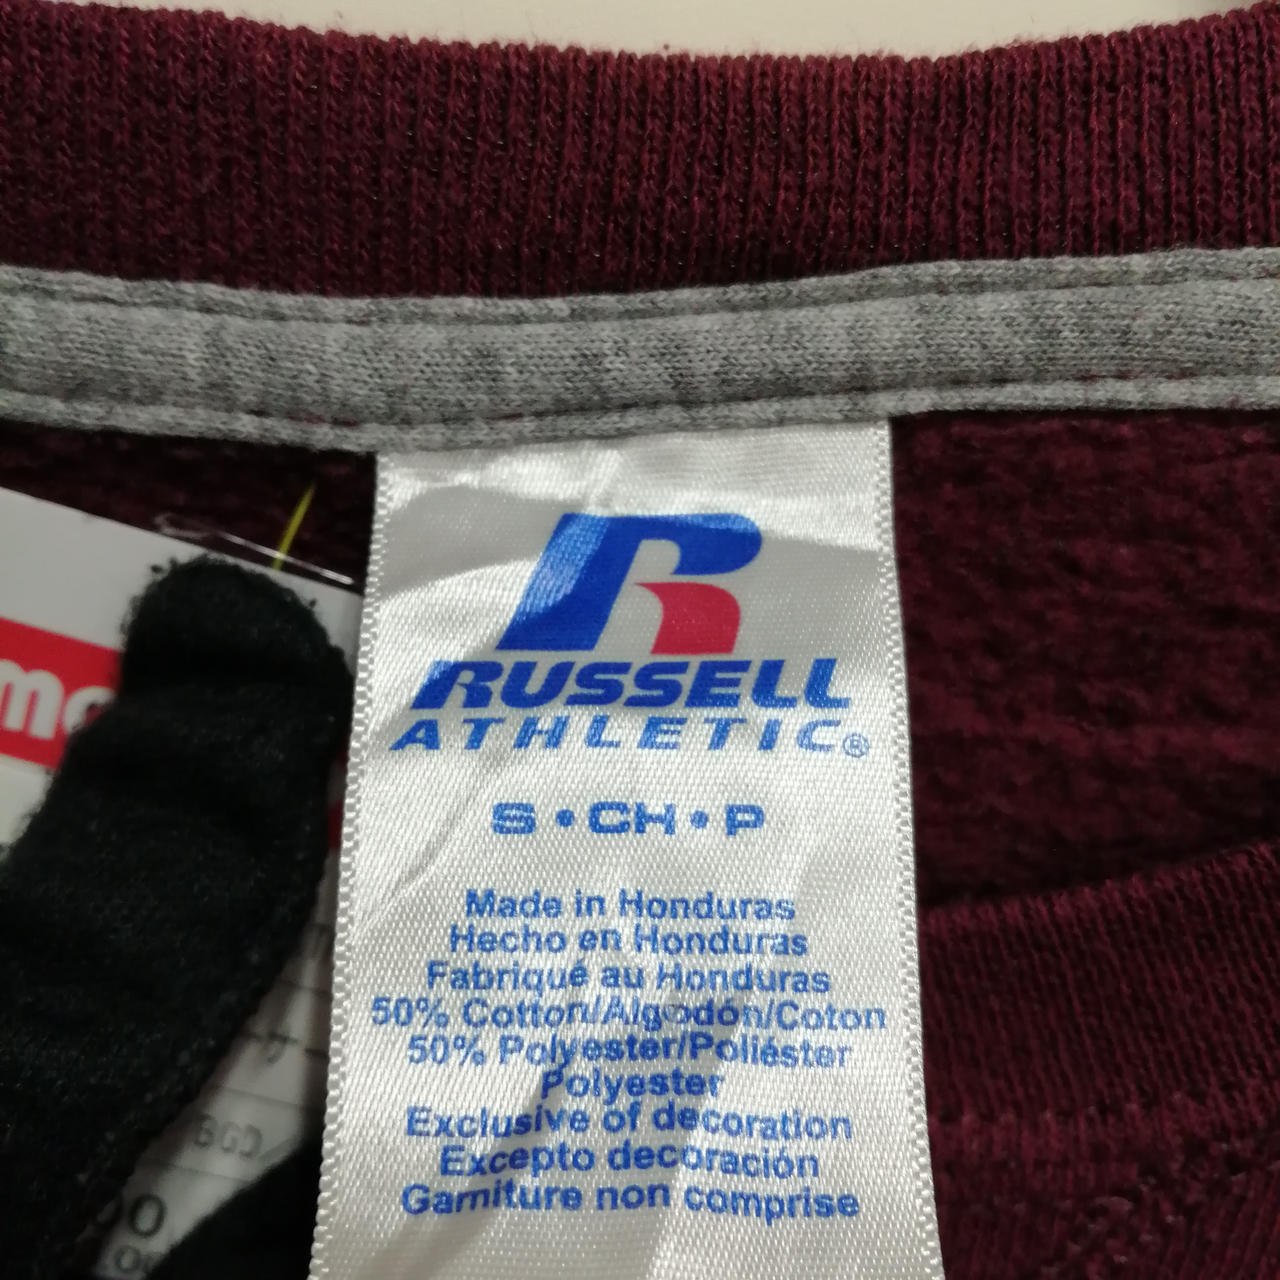 RUSSELL
ATHLETIC®
S • CH • P
Made in Honduras
Hecho en Honduras
Fabriqué au Honduras
50% Cotton/Algodón/Coton
50% Polyester/Poliéster
Polyester
Exclusive of decoration
Excepto decoración
Garniture non comprise
BGD